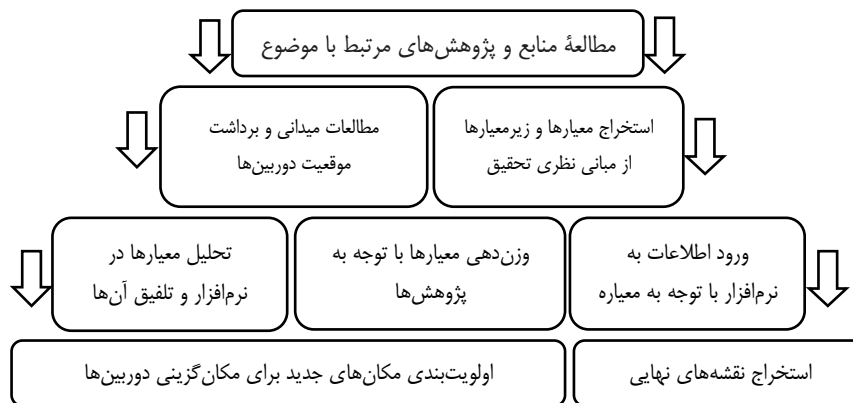 مطالعهٔ منابع و پژوهش‌های مرتبط با موضوع
استخراج معیارها و زیرمعیارها
از مبانی نظری تحقیق
مطالعات میدانی و برداشت
موقعیت دوربین‌ها
ورود اطلاعات به
نرم‌افزار با توجه به معیاره
وزن‌دهی معیارها با توجه به
پژوهش‌ها
تحلیل معیارها در
نرم‌افزار و تلفیق آن‌ها
استخراج نقشه‌های نهایی
اولویت‌بندی مکان‌های جدید برای مکان‌گزینی دوربین‌ها